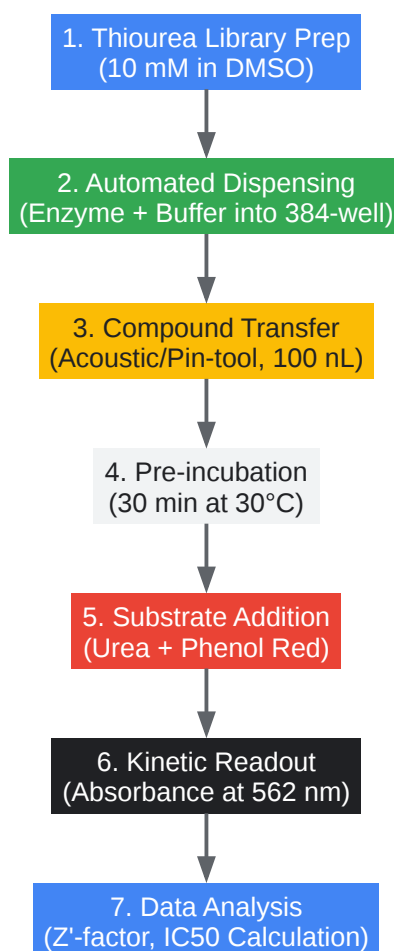 1. Thiourea Library Prep
(10 mM in DMSO)
2. Automated Dispensing
(Enzyme + Buffer into 384-well)
3. Compound Transfer
(Acoustic/Pin-tool, 100 nL)
4. Pre-incubation
(30 min at 30°C)
5. Substrate Addition
(Urea + Phenol Red)
6. Kinetic Readout
(Absorbance at 562 nm)
7. Data Analysis
(Z'-factor, IC50 Calculation)